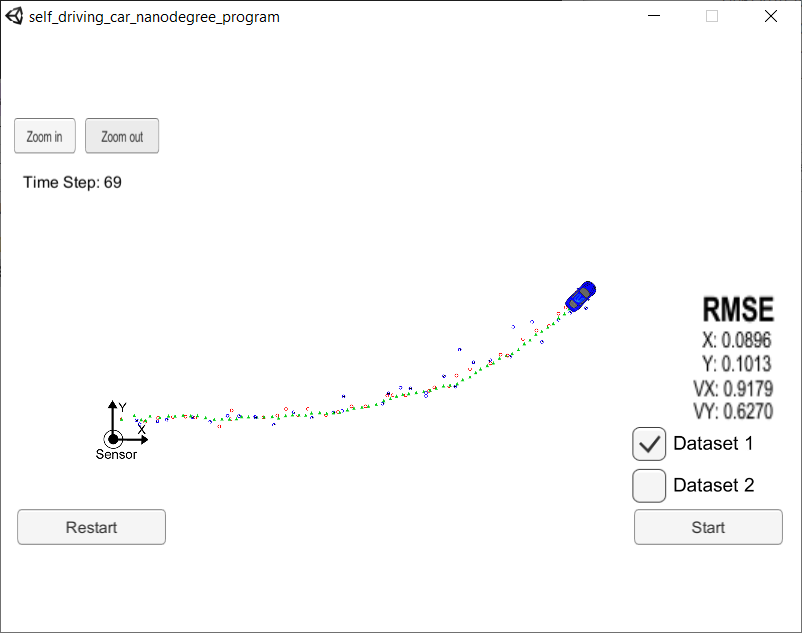 self_driving_car_nanodegree_program
Zoom in
Zoom out
Time Step: 69
RMSE
X: 0.0896
Y: 0.1013
VX: 0.9179
VY: 0.6270
Y
X
Sensor
Dataset 1
Dataset 2
Restart
Start